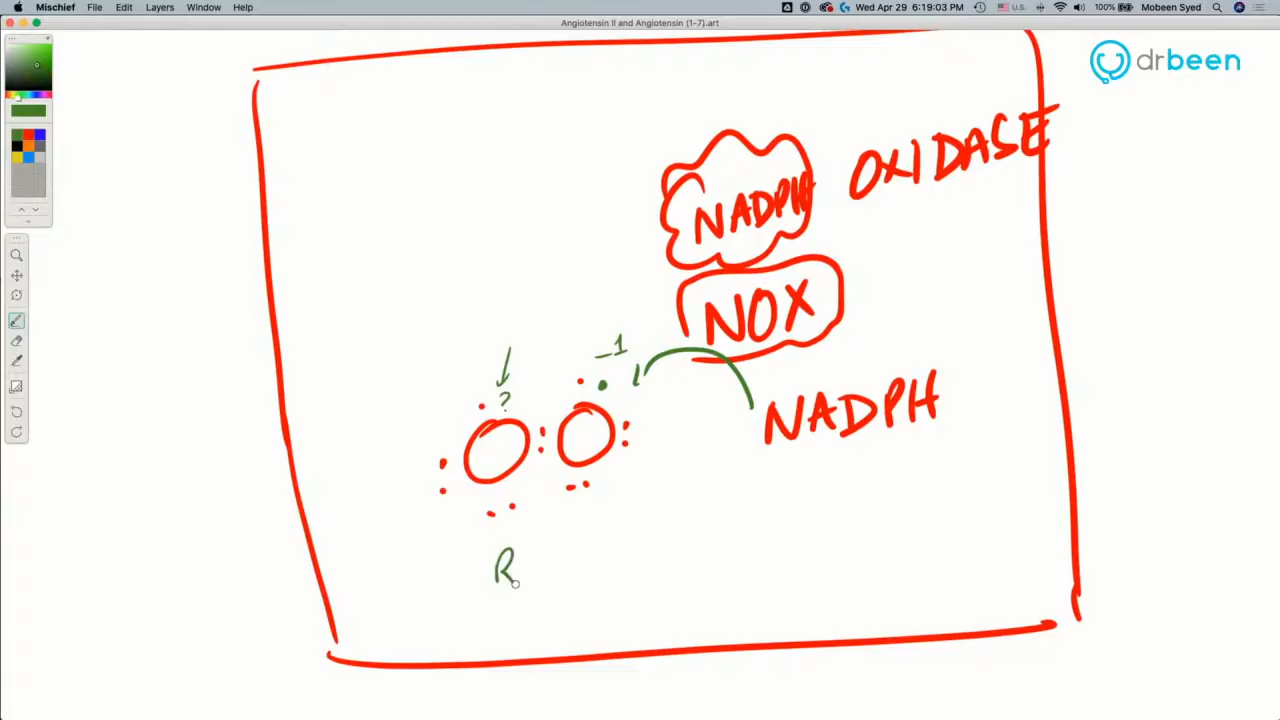 Mischief File Edit Layers Window Help
U.S. 100% Wed Apr 29 6:19:03 PM Mobeen Syed
Angiotensin II and Angiotensin (1-7).art
drbeen
NADPH OXIDASE
NOX
-1
?
NADPH
R